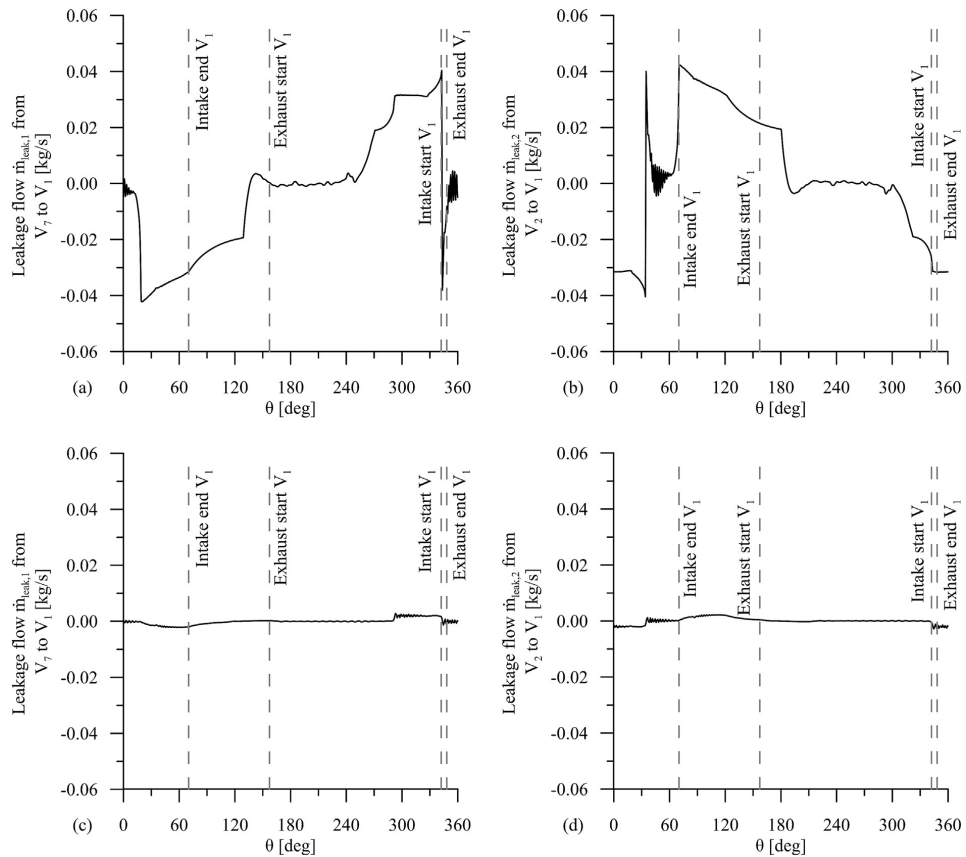 0.06
0.04
0.02
0.00
-0.02
-0.04
-0.06
Leakage flow ṁleak,1 from
V7 to V1 [kg/s]
Intake end V1
Exhaust start V1
Intake start V1
Exhaust end V1
(a)
0 60 120 180 240 300 360
θ [deg]
0.06
0.04
0.02
0.00
-0.02
-0.04
-0.06
Leakage flow ṁleak,2 from
V2 to V1 [kg/s]
Intake end V1
Exhaust start V1
Intake start V1
Exhaust end V1
(b)
0 60 120 180 240 300 360
θ [deg]
0.06
0.04
0.02
0.00
-0.02
-0.04
-0.06
Leakage flow ṁleak,1 from
V7 to V1 [kg/s]
Intake end V1
Exhaust start V1
Intake start V1
Exhaust end V1
(c)
0 60 120 180 240 300 360
θ [deg]
0.06
0.04
0.02
0.00
-0.02
-0.04
-0.06
Leakage flow ṁleak,2 from
V2 to V1 [kg/s]
Intake end V1
Exhaust start V1
Intake start V1
Exhaust end V1
(d)
0 60 120 180 240 300 360
θ [deg]